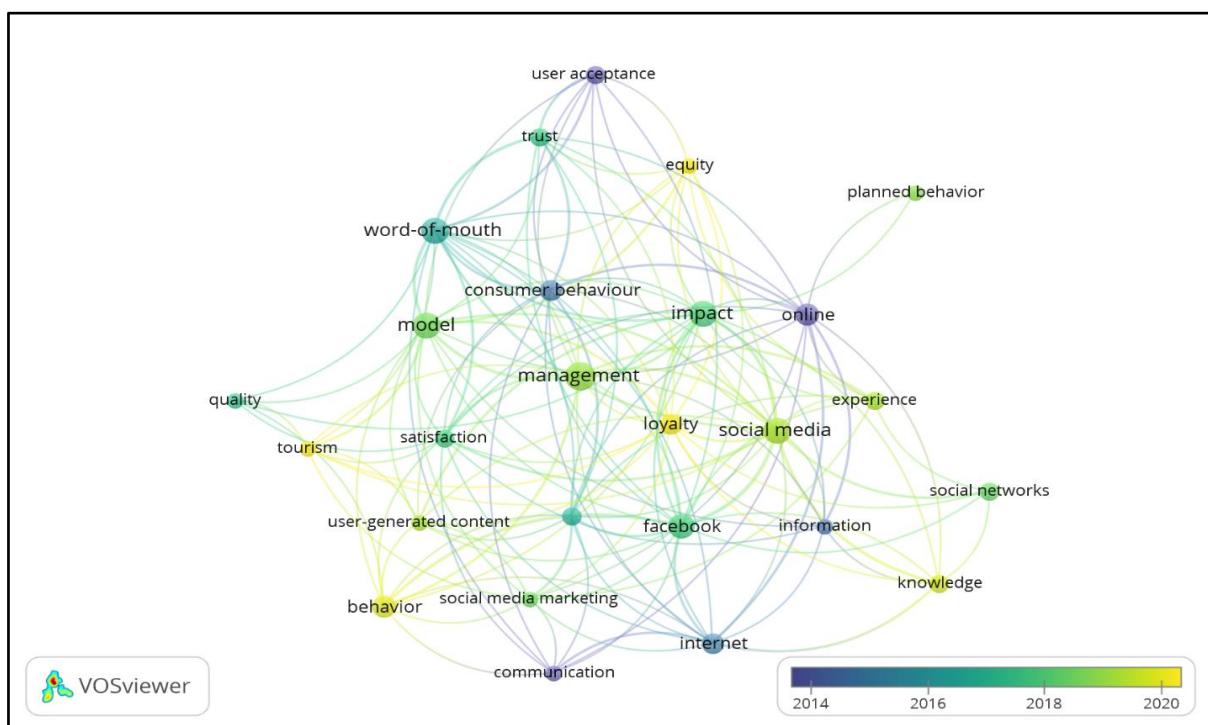 user acceptance
trust
equity
planned behavior
word-of-mouth
consumer behaviour
impact
online
model
management
quality
experience
loyalty
social media
satisfaction
tourism
social networks
user-generated content
facebook
information
knowledge
social media marketing
behavior
internet
communication
VOSviewer
2014 2016 2018 2020